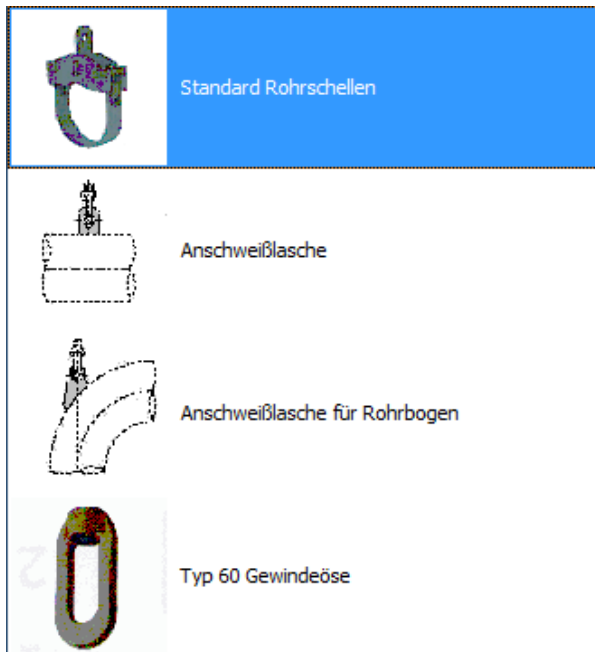 Standard Rohrschellen
Anschweißlasche
Anschweißlasche für Rohrbogen
Typ 60 Gewindeöse